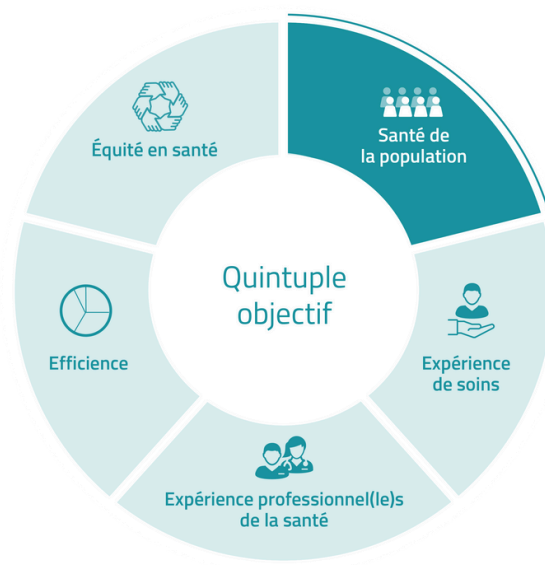 Équité en santé
Santé de
la population
Quintuple
objectif
Efficience
Expérience
de soins
Expérience professionnel(le)s
de la santé